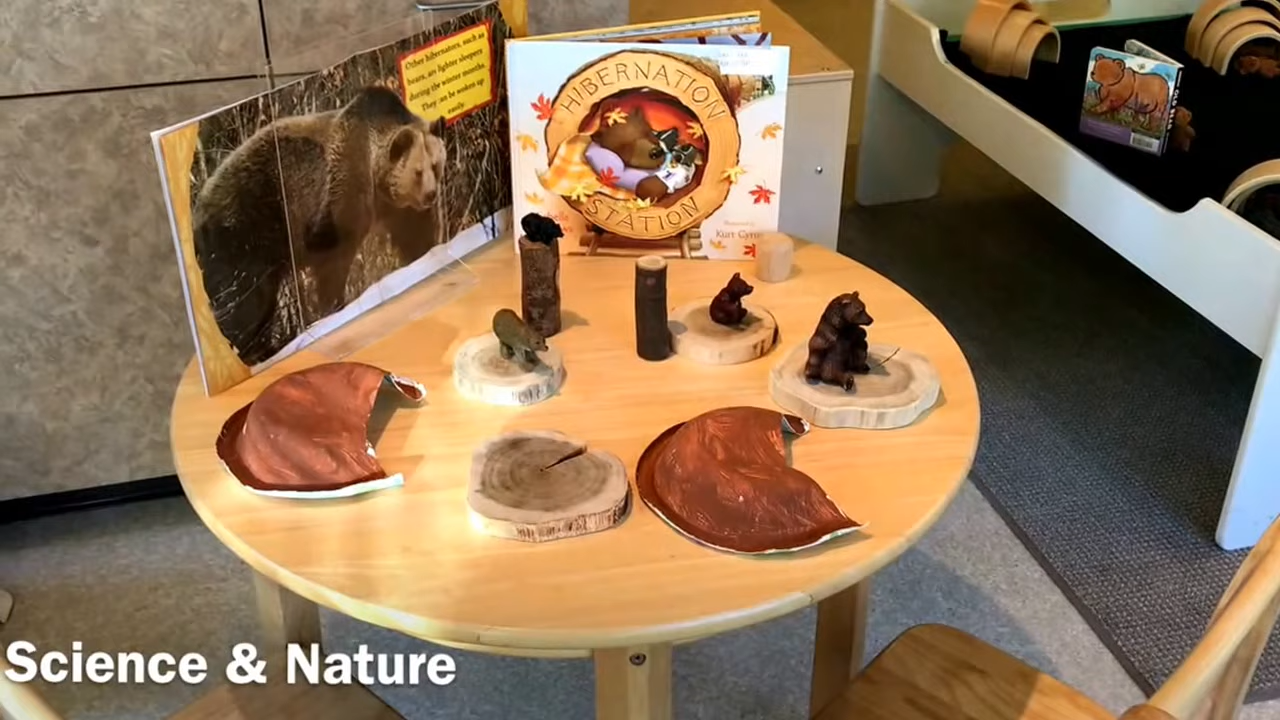 Other hibernators, such as
bears, are lighter sleepers
during the winter months.
They can be woken up
easily.
HIBERNATION
STATION
Kurt Cyrus
Science & Nature